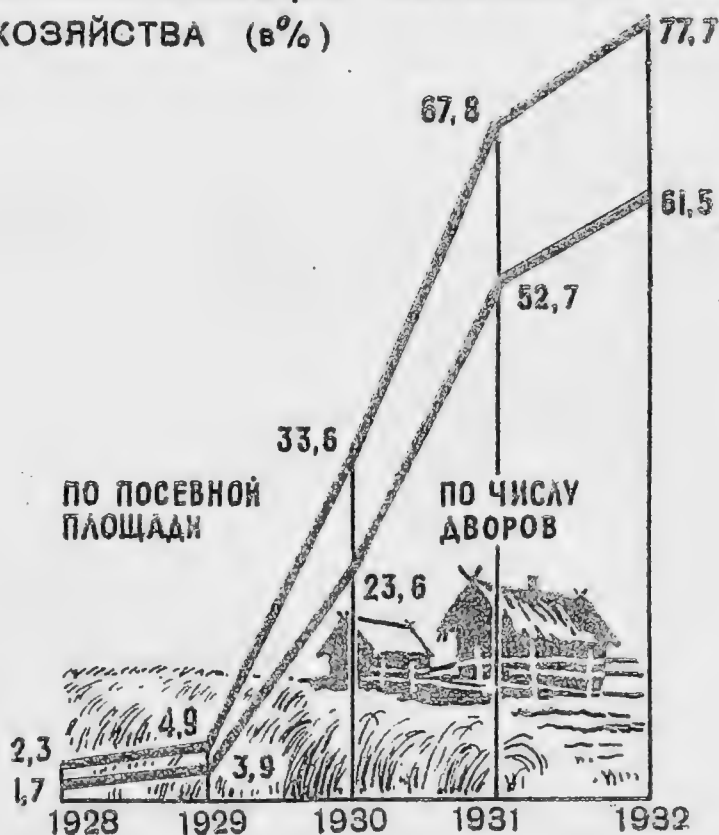 ХОЗЯЙСТВА (в%)
77,7
67,8
61,5
52,7
33,6
ПО ПОСЕВНОЙ
ПЛОЩАДИ
ПО ЧИСЛУ
ДВОРОВ
23,6
4,9
2,3
3,9
1,7
1928 1929 1930 1931 1932